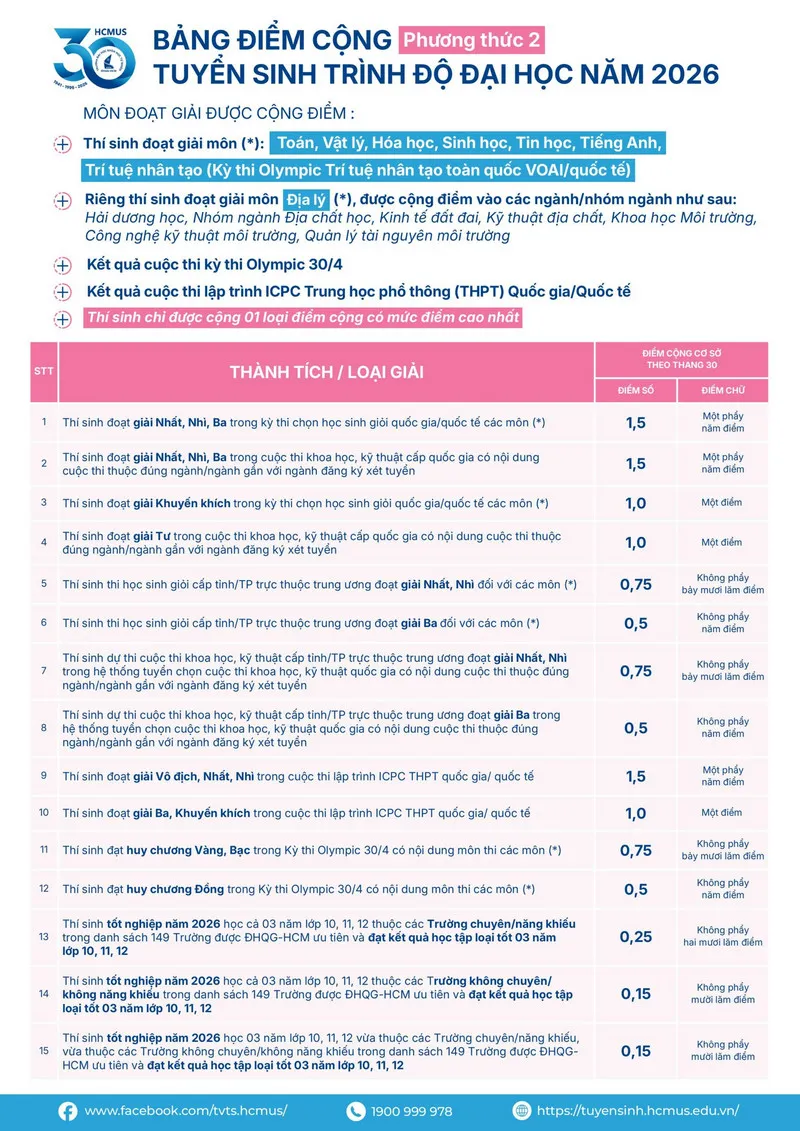 HCMUS
30
1941 - 1996 - 2026
BẢNG ĐIỂM CỘNG Phương thức 2
TUYỂN SINH TRÌNH ĐỘ ĐẠI HỌC NĂM 2026
MÔN ĐOẠT GIẢI ĐƯỢC CỘNG ĐIỂM :
Thí sinh đoạt giải môn (*): Toán, Vật lý, Hóa học, Sinh học, Tin học, Tiếng Anh,
Trí tuệ nhân tạo (Kỳ thi Olympic Trí tuệ nhân tạo toàn quốc VOAI/quốc tế)
Riêng thí sinh đoạt giải môn Địa lý (*), được cộng điểm vào các ngành/nhóm ngành như sau:
Hải dương học, Nhóm ngành Địa chất học, Kinh tế đất đai, Kỹ thuật địa chất, Khoa học Môi trường,
Công nghệ kỹ thuật môi trường, Quản lý tài nguyên môi trường
Kết quả cuộc thi kỳ thi Olympic 30/4
Kết quả cuộc thi lập trình ICPC Trung học phổ thông (THPT) Quốc gia/Quốc tế
Thí sinh chỉ được cộng 01 loại điểm cộng có mức điểm cao nhất
STT
THÀNH TÍCH / LOẠI GIẢI
ĐIỂM CỘNG CƠ SỞ
THEO THANG 30
ĐIỂM SỐ
ĐIỂM CHỮ
1
Thí sinh đoạt giải Nhất, Nhì, Ba trong kỳ thi chọn học sinh giỏi quốc gia/quốc tế các môn (*)
1,5
Một phẩy
năm điểm
2
Thí sinh đoạt giải Nhất, Nhì, Ba trong cuộc thi khoa học, kỹ thuật cấp quốc gia có nội dung
cuộc thi thuộc đúng ngành/ngành gần với ngành đăng ký xét tuyển
1,5
Một phẩy
năm điểm
3
Thí sinh đoạt giải Khuyến khích trong kỳ thi chọn học sinh giỏi quốc gia/quốc tế các môn (*)
1,0
Một điểm
4
Thí sinh đoạt giải Tư trong cuộc thi khoa học, kỹ thuật cấp quốc gia có nội dung cuộc thi thuộc
đúng ngành/ngành gần với ngành đăng ký xét tuyển
1,0
Một điểm
5
Thí sinh thi học sinh giỏi cấp tỉnh/TP trực thuộc trung ương đoạt giải Nhất, Nhì đối với các môn (*)
0,75
Không phẩy
bảy mươi lăm điểm
6
Thí sinh thi học sinh giỏi cấp tỉnh/TP trực thuộc trung ương đoạt giải Ba đối với các môn (*)
0,5
Không phẩy
năm điểm
7
Thí sinh dự thi cuộc thi khoa học, kỹ thuật cấp tỉnh/TP trực thuộc trung ương đoạt giải Nhất, Nhì
trong hệ thống tuyển chọn cuộc thi khoa học, kỹ thuật quốc gia có nội dung cuộc thi thuộc đúng
ngành/ngành gần với ngành đăng ký xét tuyển
0,75
Không phẩy
bảy mươi lăm điểm
8
Thí sinh dự thi cuộc thi khoa học, kỹ thuật cấp tỉnh/TP trực thuộc trung ương đoạt giải Ba trong
hệ thống tuyển chọn cuộc thi khoa học, kỹ thuật quốc gia có nội dung cuộc thi thuộc đúng
ngành/ngành gần với ngành đăng ký xét tuyển
0,5
Không phẩy
năm điểm
9
Thí sinh đoạt giải Vô địch, Nhất, Nhì trong cuộc thi lập trình ICPC THPT quốc gia/ quốc tế
1,5
Một phẩy
năm điểm
10
Thí sinh đoạt giải Ba, Khuyến khích trong cuộc thi lập trình ICPC THPT quốc gia/ quốc tế
1,0
Một điểm
11
Thí sinh đạt huy chương Vàng, Bạc trong Kỳ thi Olympic 30/4 có nội dung môn thi các môn (*)
0,75
Không phẩy
bảy mươi lăm điểm
12
Thí sinh đạt huy chương Đồng trong Kỳ thi Olympic 30/4 có nội dung môn thi các môn (*)
0,5
Không phẩy
năm điểm
13
Thí sinh tốt nghiệp năm 2026 học cả 03 năm lớp 10, 11, 12 thuộc các Trường chuyên/năng khiếu
trong danh sách 149 Trường được ĐHQG-HCM ưu tiên và đạt kết quả học tập loại tốt 03 năm
lớp 10, 11, 12
0,25
Không phẩy
hai mươi lăm điểm
14
Thí sinh tốt nghiệp năm 2026 học cả 03 năm lớp 10, 11, 12 thuộc các Trường không chuyên/
không năng khiếu trong danh sách 149 Trường được ĐHQG-HCM ưu tiên và đạt kết quả học tập
loại tốt 03 năm lớp 10, 11, 12
0,15
Không phẩy
mười lăm điểm
15
Thí sinh tốt nghiệp năm 2026 học 03 năm lớp 10, 11, 12 vừa thuộc các Trường chuyên/năng khiếu,
vừa thuộc các Trường không chuyên/không năng khiếu trong danh sách 149 Trường được ĐHQG-
HCM ưu tiên và đạt kết quả học tập loại tốt 03 năm lớp 10, 11, 12
0,15
Không phẩy
mười lăm điểm
www.facebook.com/tvts.hcmus/
1900 999 978
https://tuyensinh.hcmus.edu.vn/